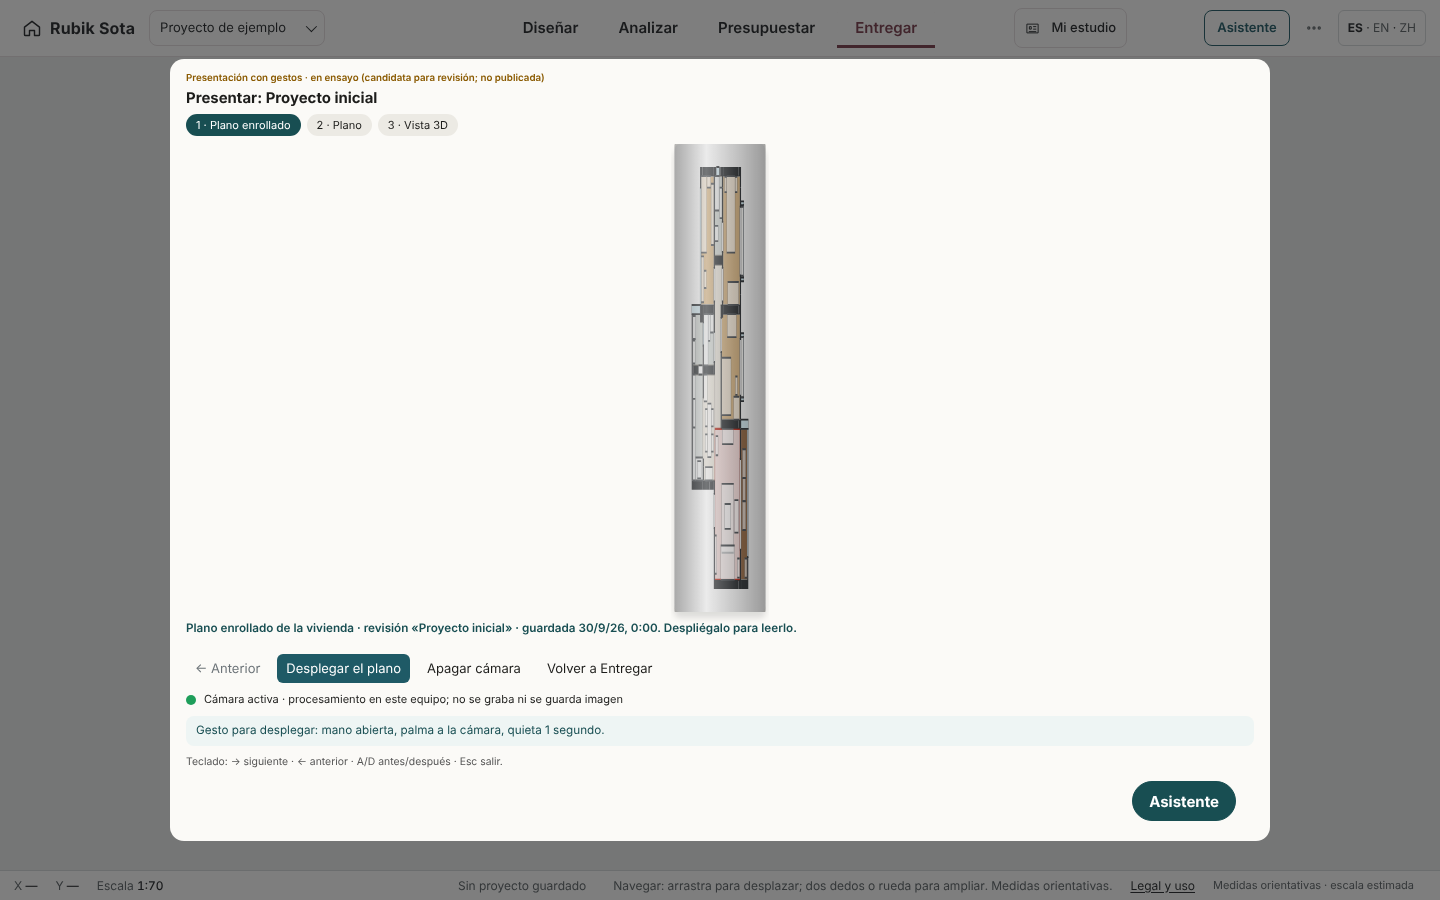 Rubik Sota
Proyecto de ejemplo
Diseñar
Analizar
Presupuestar
Entregar
Mi estudio
Asistente
ES · EN · ZH
Presentación con gestos · en ensayo (candidata para revisión; no publicada)
Presentar: Proyecto inicial
1 · Plano enrollado
2 · Plano
3 · Vista 3D
Plano enrollado de la vivienda · revisión «Proyecto inicial» · guardada 30/9/26, 0:00. Despliégalo para leerlo.
← Anterior
Desplegar el plano
Apagar cámara
Volver a Entregar
Cámara activa · procesamiento en este equipo; no se graba ni se guarda imagen
Gesto para desplegar: mano abierta, palma a la cámara, quieta 1 segundo.
Teclado: → siguiente · ← anterior · A/D antes/después · Esc salir.
Asistente
X — Y — Escala 1:70
Sin proyecto guardado
Navegar: arrastra para desplazar; dos dedos o rueda para ampliar. Medidas orientativas.
Legal y uso
Medidas orientativas · escala estimada